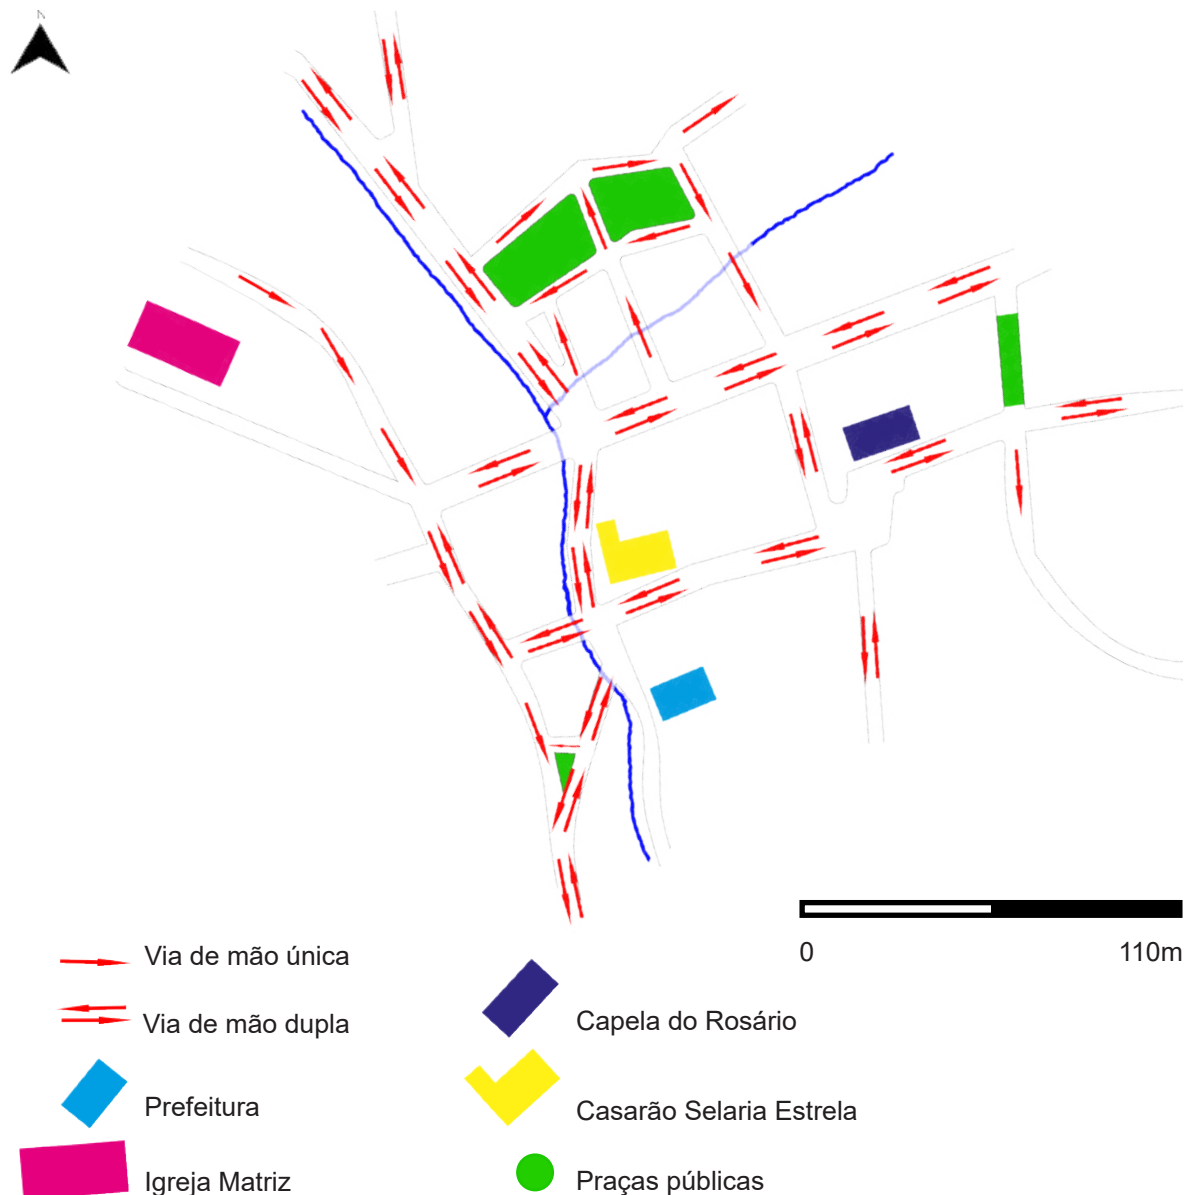 N
0 110m
Via de mão única
Via de mão dupla
Prefeitura
Igreja Matriz
Capela do Rosário
Casarão Selaria Estrela
Praças públicas